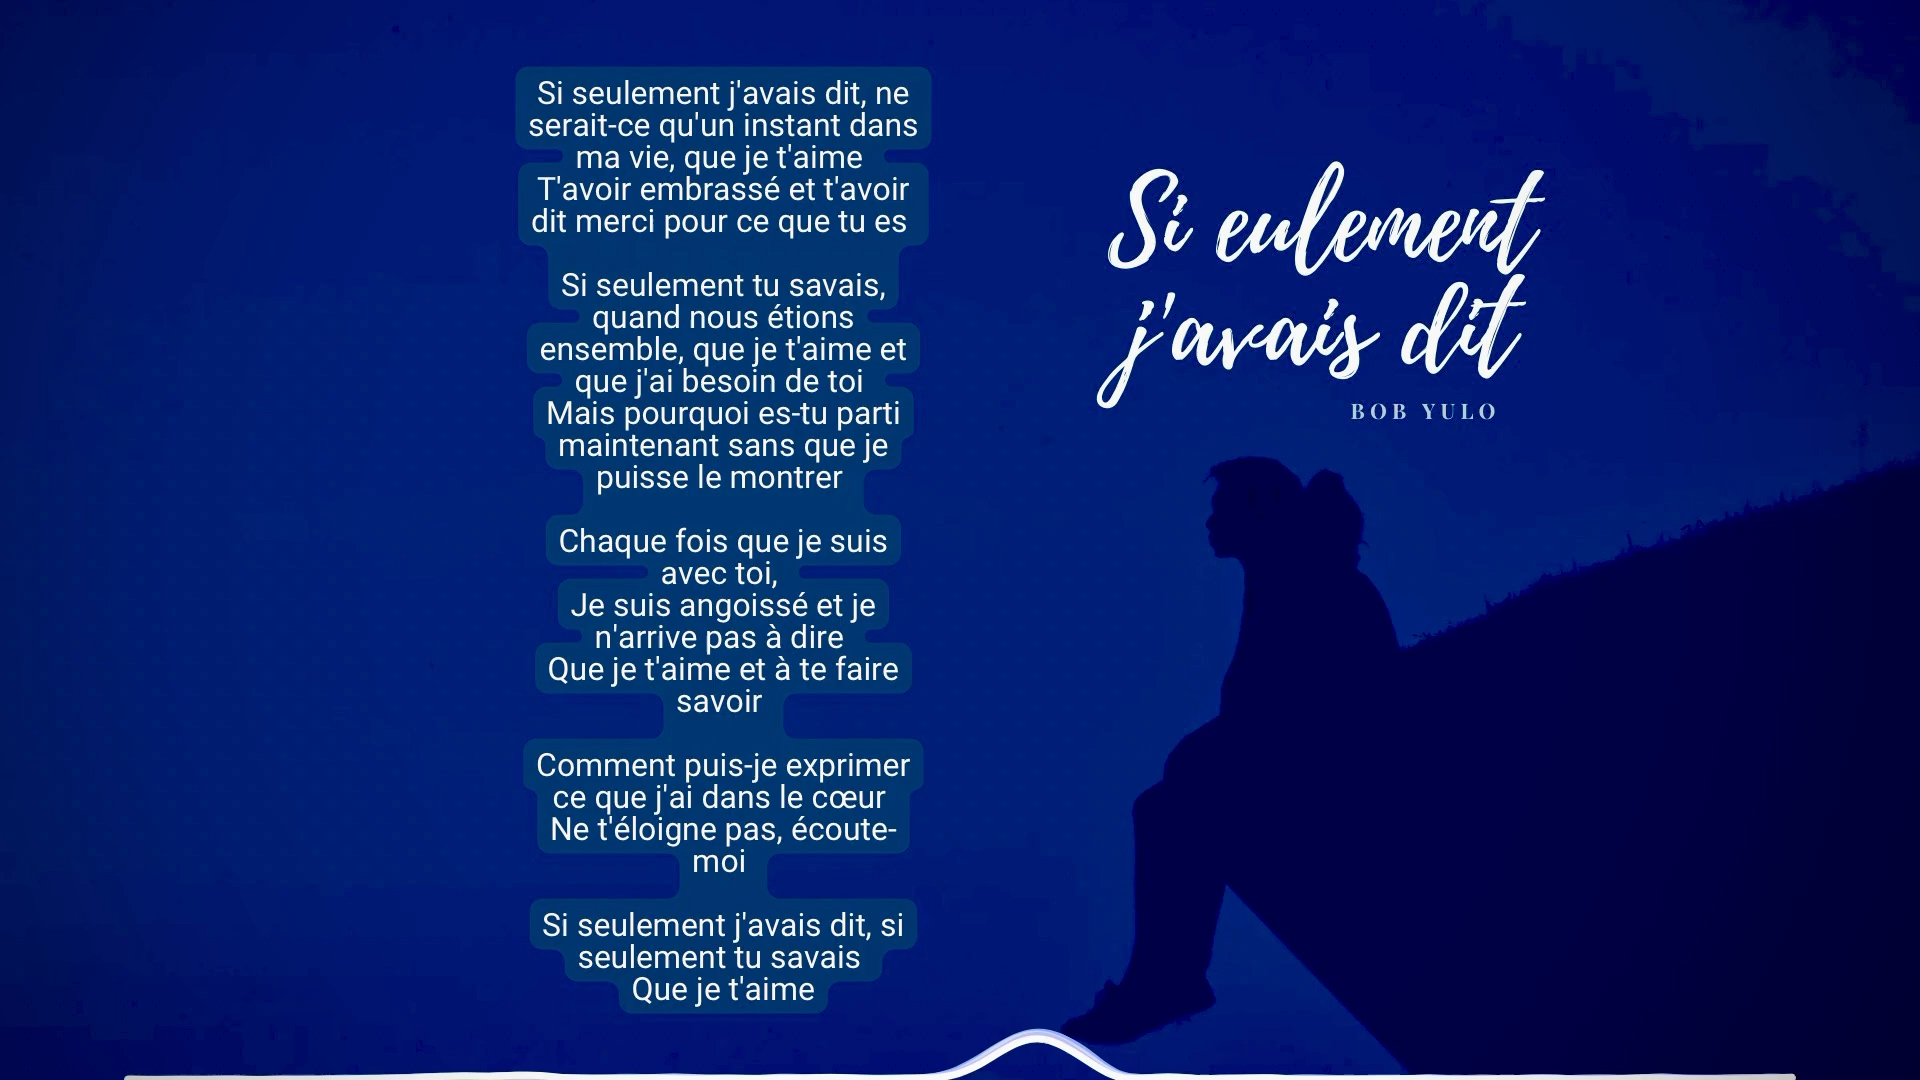 Si seulement j'avais dit, ne
serait-ce qu'un instant dans
ma vie, que je t'aime
T'avoir embrassé et t'avoir
dit merci pour ce que tu es
Si seulement tu savais,
quand nous étions
ensemble, que je t'aime et
que j'ai besoin de toi
Mais pourquoi es-tu parti
maintenant sans que je
puisse le montrer
Chaque fois que je suis
avec toi,
Je suis angoissé et je
n'arrive pas à dire
Que je t'aime et à te faire
savoir
Comment puis-je exprimer
ce que j'ai dans le cœur
Ne t'éloigne pas, écoute-
moi
Si seulement j'avais dit, si
seulement tu savais
Que je t'aime
Si eulement
j'avais dit
BOB YULO